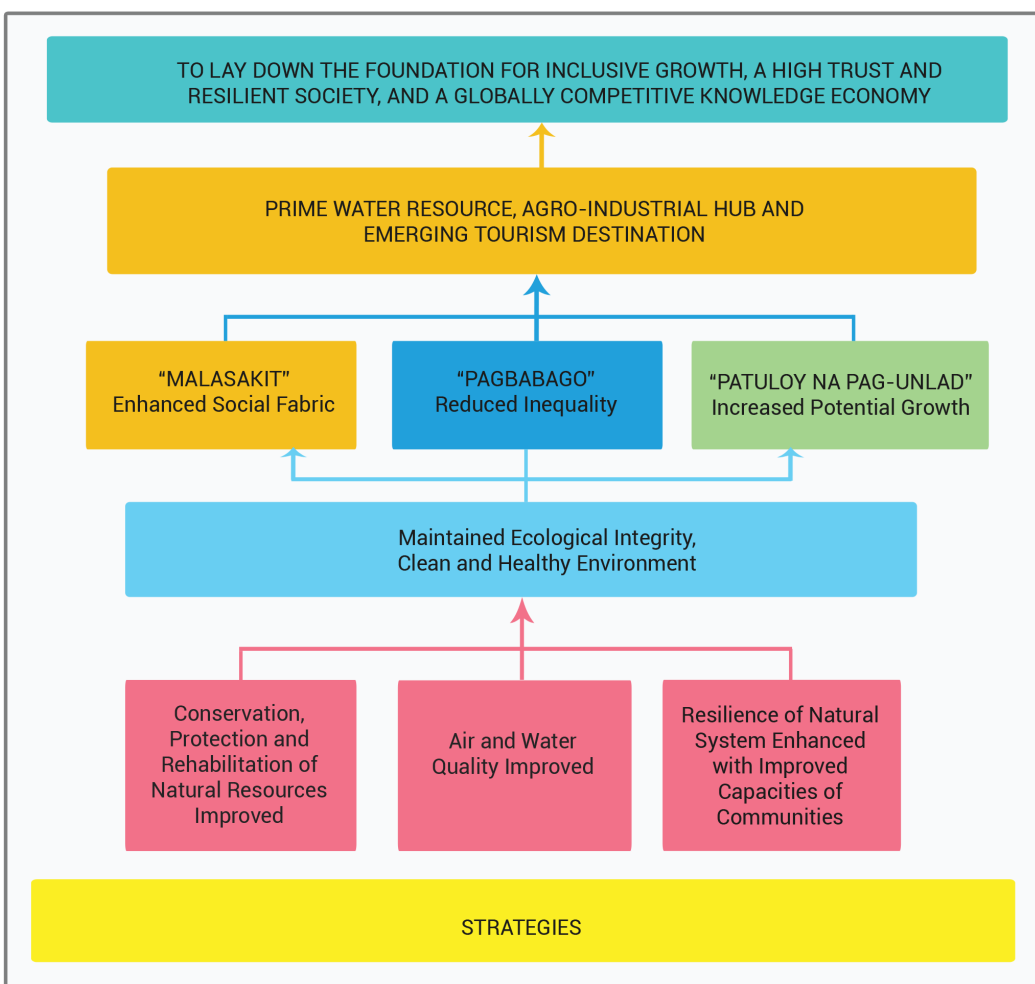 TO LAY DOWN THE FOUNDATION FOR INCLUSIVE GROWTH, A HIGH TRUST AND
RESILIENT SOCIETY, AND A GLOBALLY COMPETITIVE KNOWLEDGE ECONOMY
PRIME WATER RESOURCE, AGRO-INDUSTRIAL HUB AND
EMERGING TOURISM DESTINATION
“MALASAKIT”
Enhanced Social Fabric
“PAGBABAGO”
Reduced Inequality
“PATULOY NA PAG-UNLAD”
Increased Potential Growth
Maintained Ecological Integrity,
Clean and Healthy Environment
Conservation,
Protection and
Rehabilitation of
Natural Resources
Improved
Air and Water
Quality Improved
Resilience of Natural
System Enhanced
with Improved
Capacities of
Communities
STRATEGIES